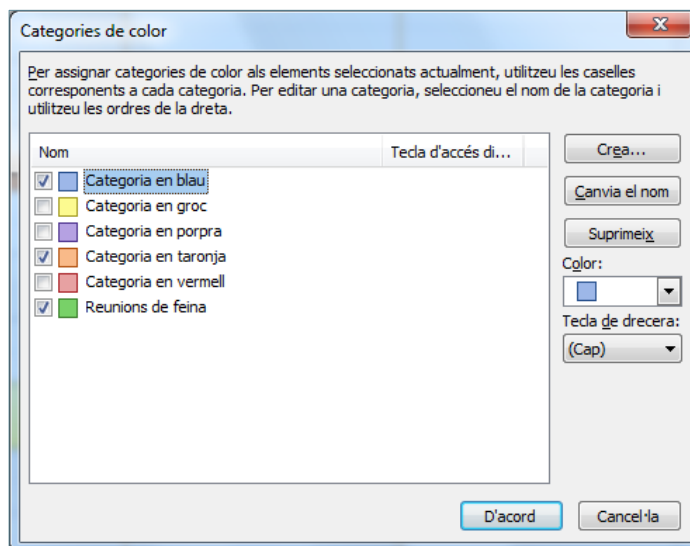 Categories de color
Per assignar categories de color als elements seleccionats actualment, utilitzeu les caselles
corresponents a cada categoria. Per editar una categoria, seleccioneu el nom de la categoria i
utilitzeu les ordres de la dreta.
Nom Tecla d'accés di...
Categoria en blau
Categoria en groc
Categoria en porpra
Categoria en taronja
Categoria en vermell
Reunions de feina
Crea...
Canvia el nom
Suprimeix
Color:
Tecla de drecera:
(Cap)
D'acord Cancel·la